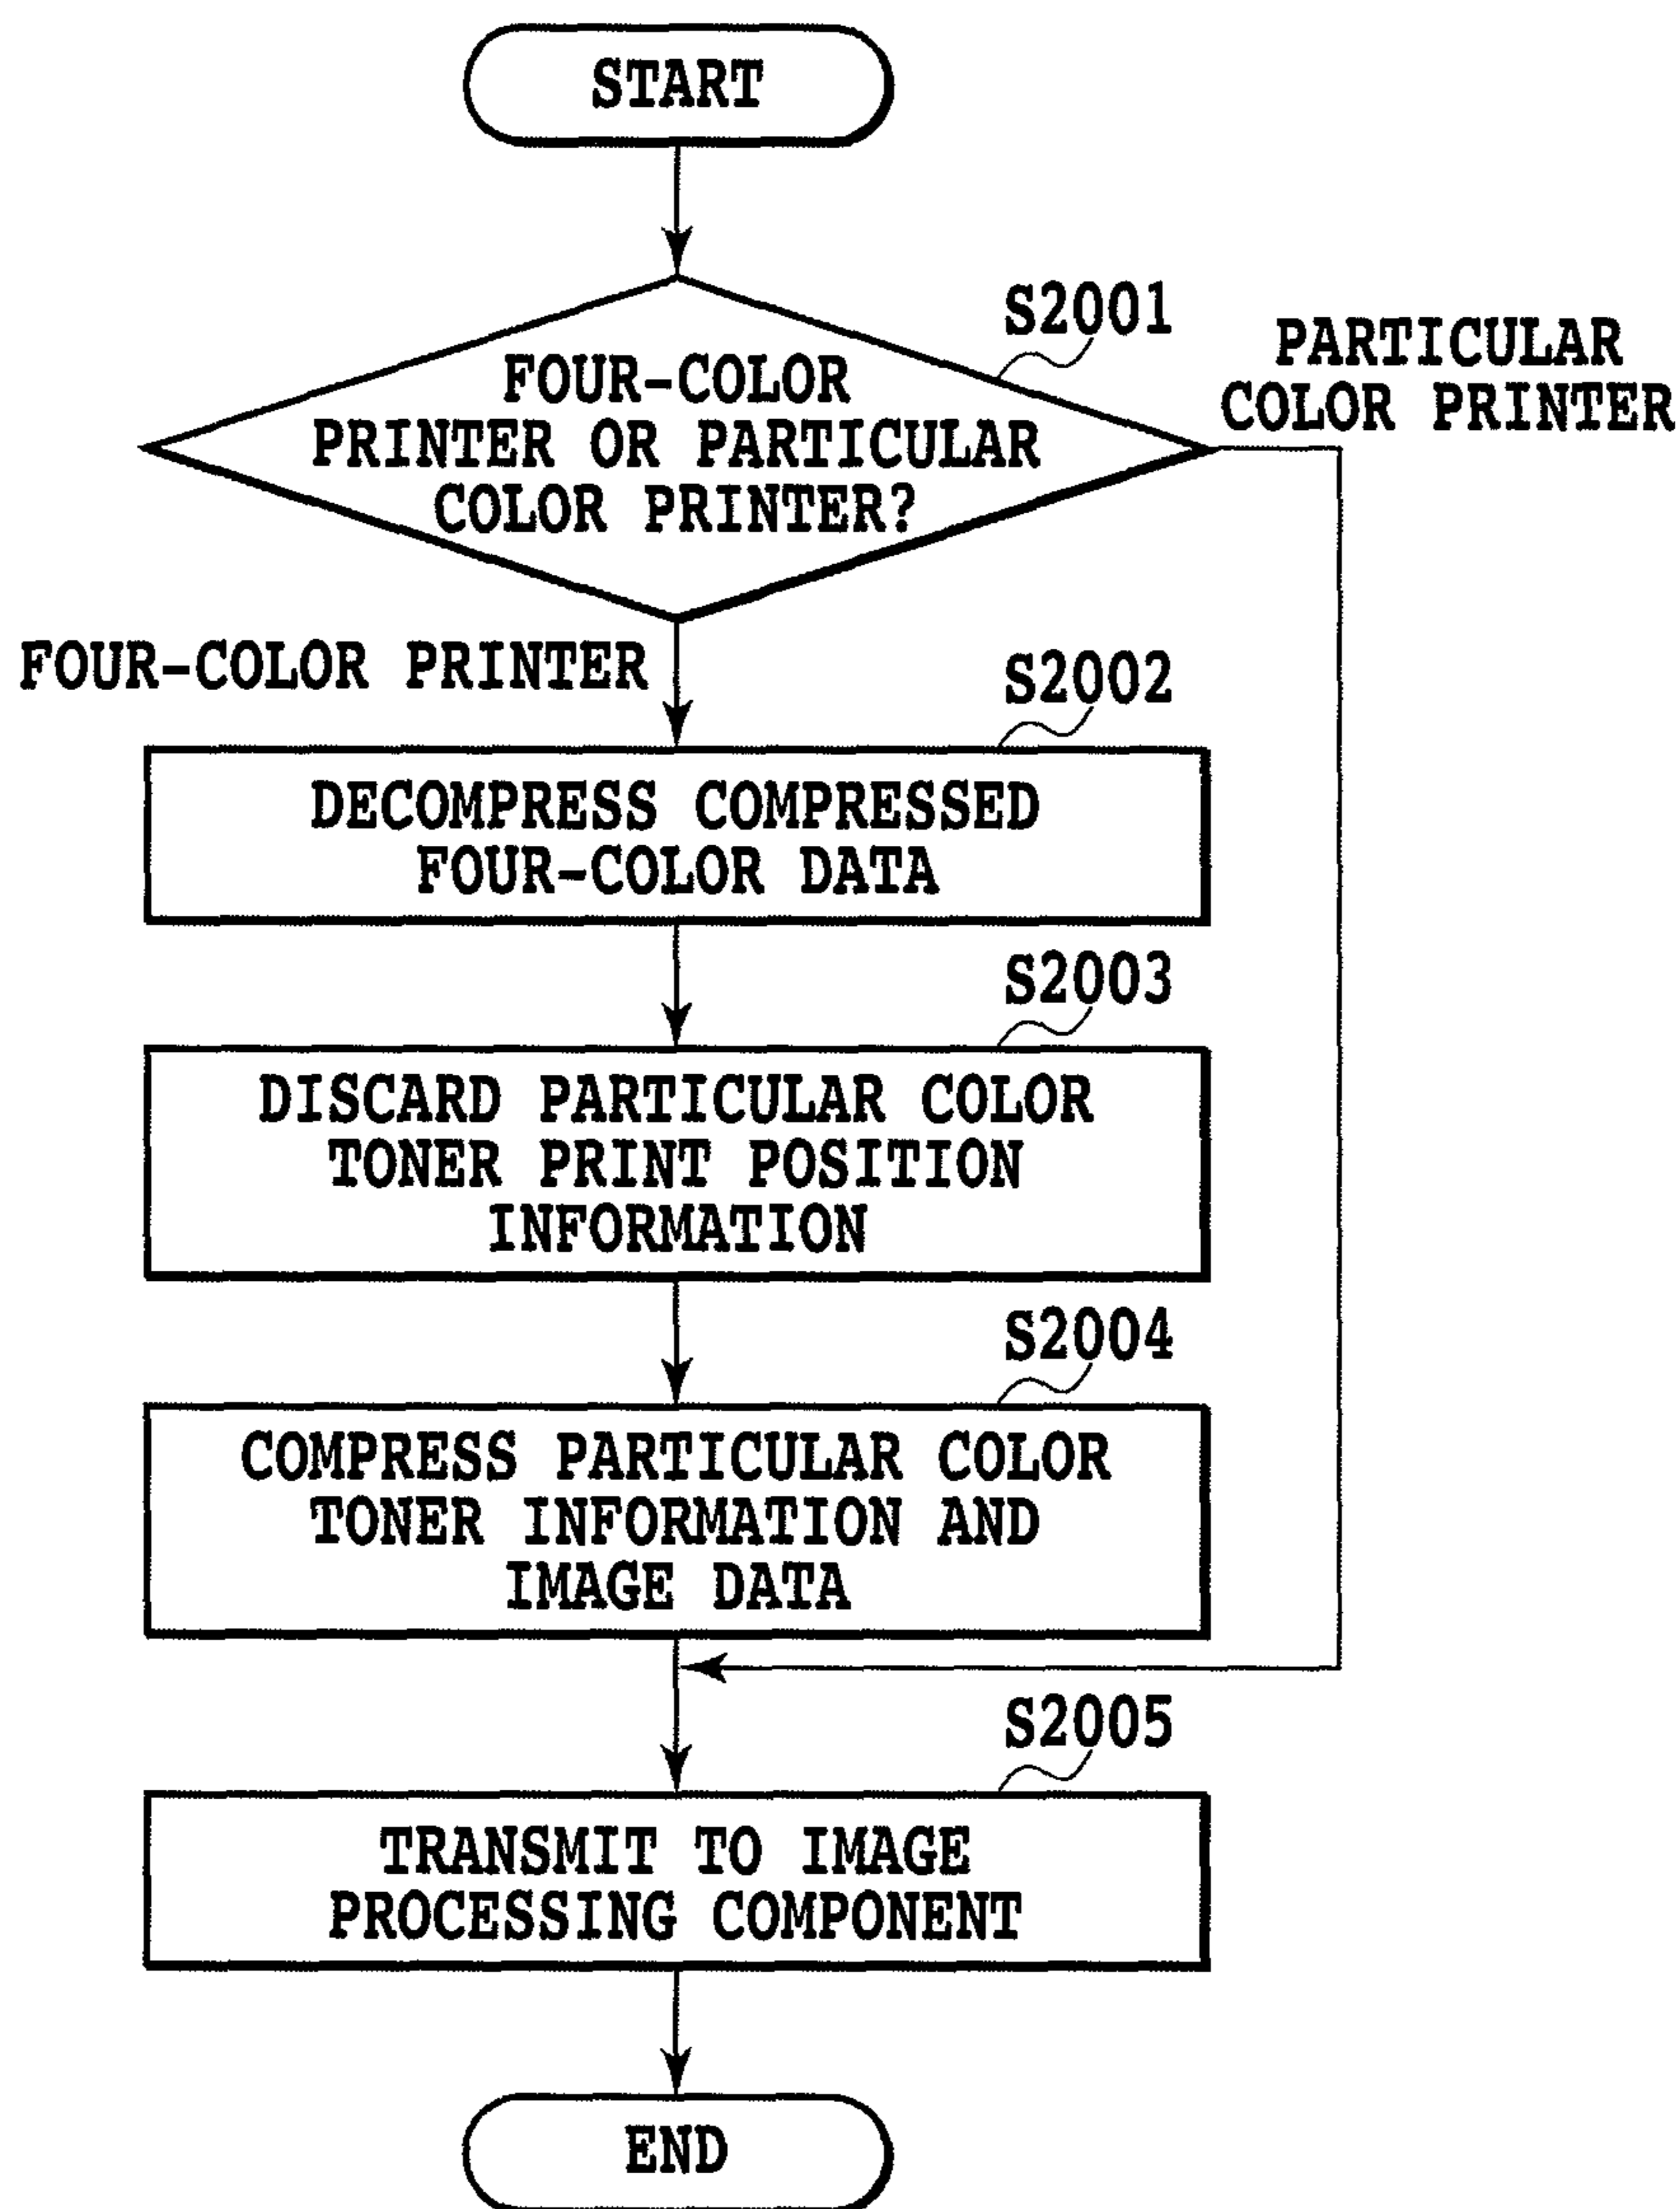 START
S2001
FOUR-COLOR
PRINTER OR PARTICULAR
COLOR PRINTER?
PARTICULAR
COLOR PRINTER
FOUR-COLOR PRINTER
S2002
DECOMPRESS COMPRESSED
FOUR-COLOR DATA
S2003
DISCARD PARTICULAR COLOR
TONER PRINT POSITION
INFORMATION
S2004
COMPRESS PARTICULAR COLOR
TONER INFORMATION AND
IMAGE DATA
S2005
TRANSMIT TO IMAGE
PROCESSING COMPONENT
END